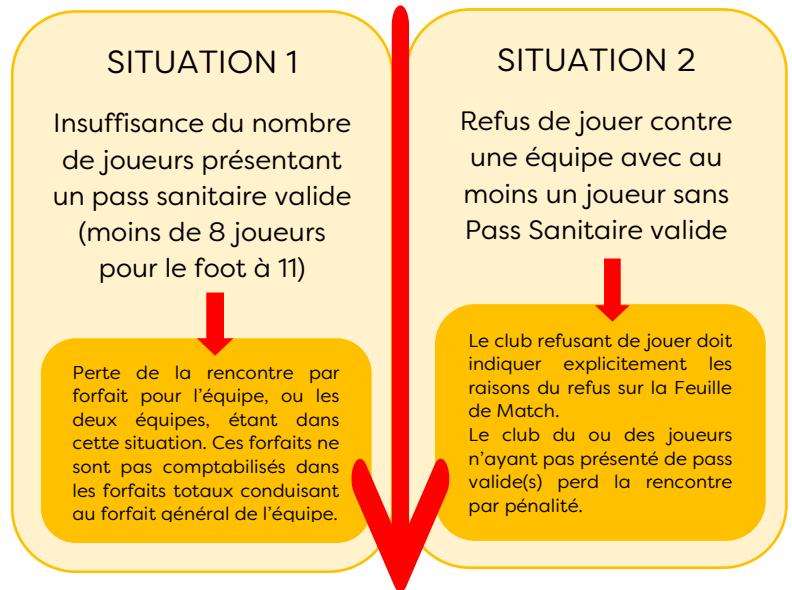 SITUATION 1
Insuffisance du nombre
de joueurs présentant
un pass sanitaire valide
(moins de 8 joueurs
pour le foot à 11)
Perte de la rencontre par
forfait pour l'équipe, ou les
deux équipes, étant dans
cette situation. Ces forfaits ne
sont pas comptabilisés dans
les forfaits totaux conduisant
au forfait général de l'équipe.
SITUATION 2
Refus de jouer contre
une équipe avec au
moins un joueur sans
Pass Sanitaire valide
Le club refusant de jouer doit
indiquer explicitement les
raisons du refus sur la Feuille
de Match.
Le club du ou des joueurs
n'ayant pas présenté de pass
valide(s) perd la rencontre
par pénalité.